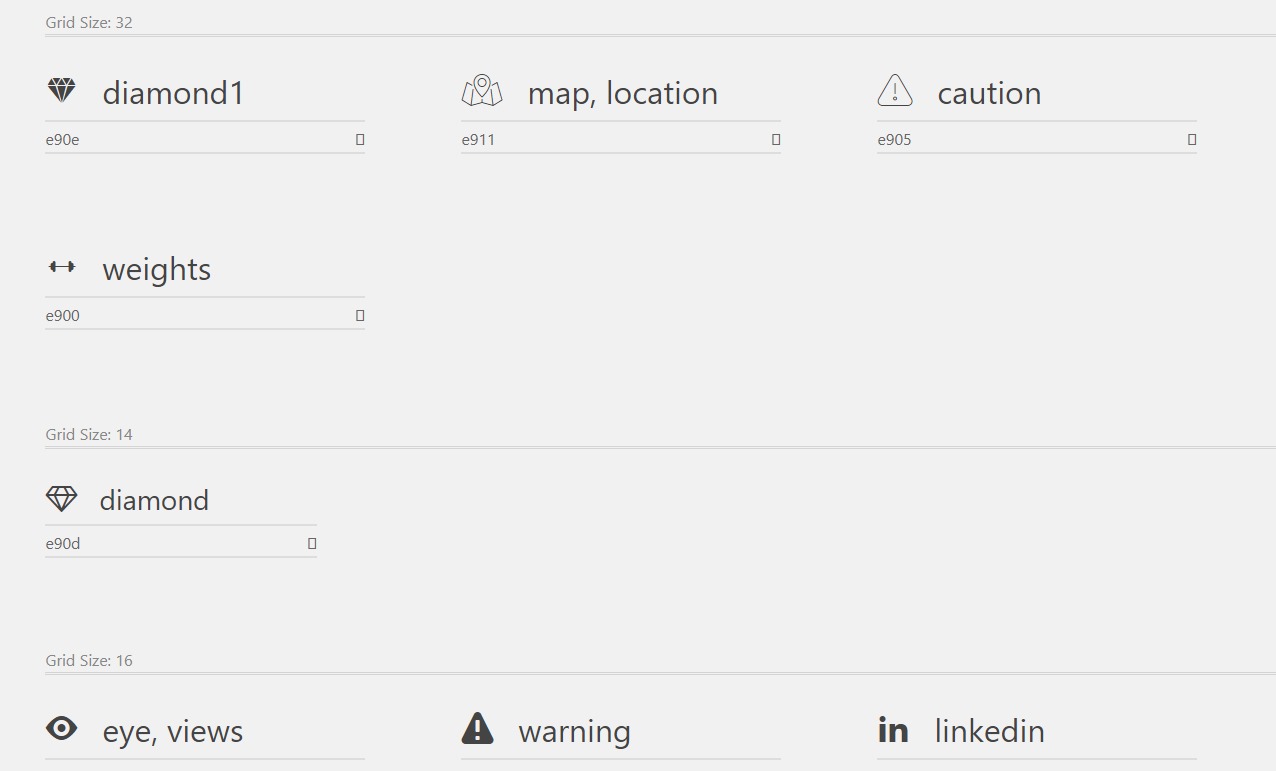 Grid Size: 32
diamond1
map, location
caution
e90e
e911
e905
weights
e900
Grid Size: 14
diamond
e90d
Grid Size: 16
eye, views
warning
in linkedin